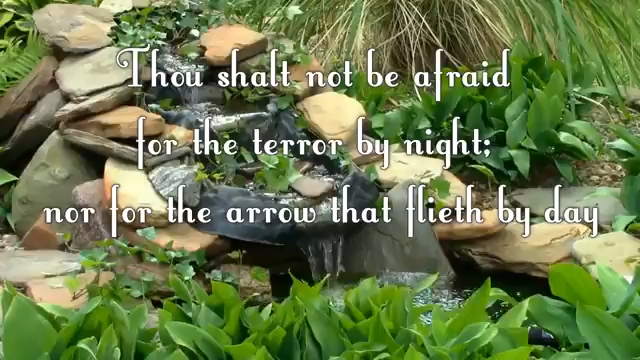 Thou shalt not be afraid
for the terror by night;
nor for the arrow that flieth by day